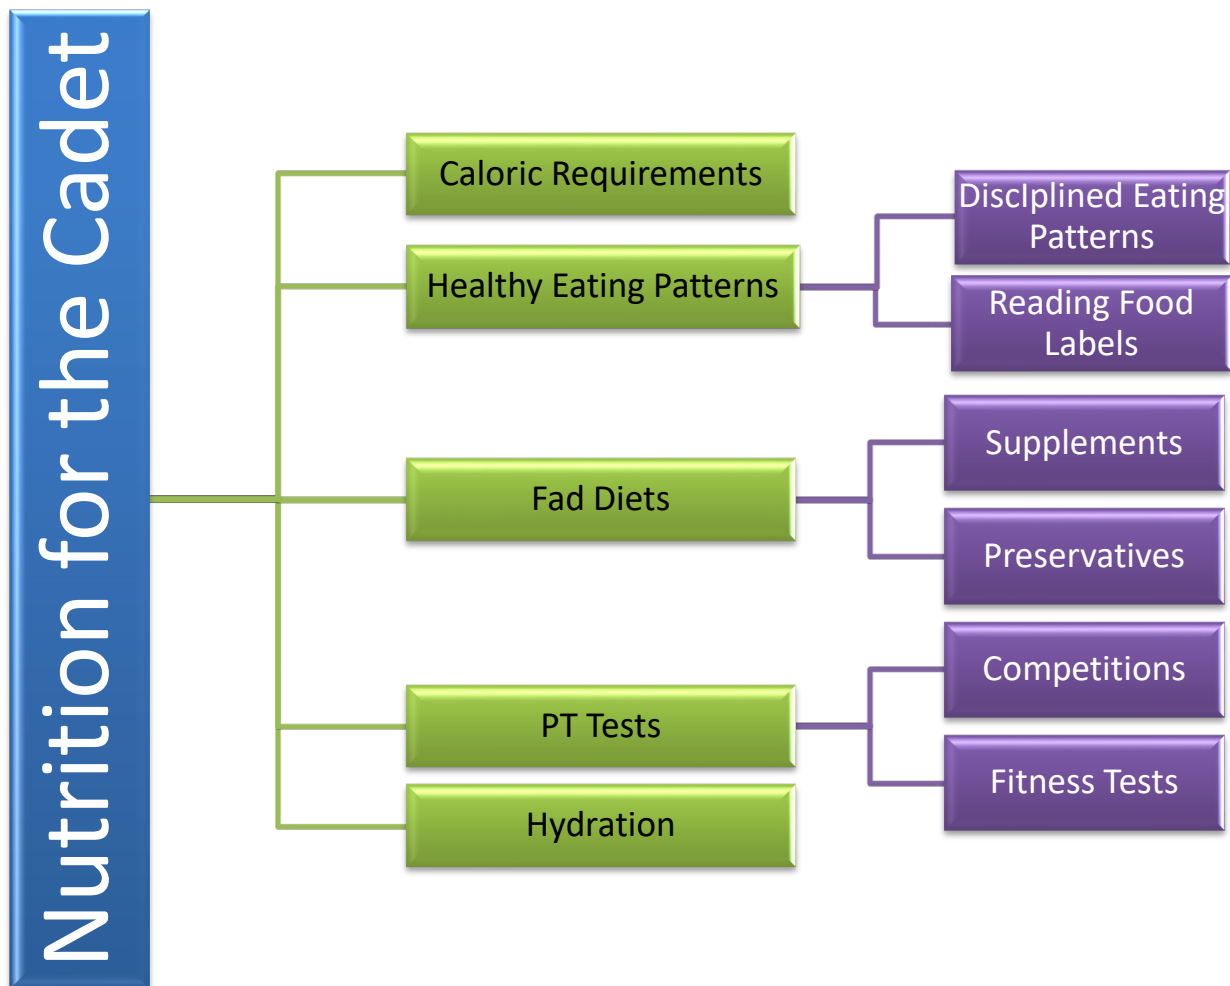 Nutrition for the Cadet
Caloric Requirements
Healthy Eating Patterns
DiscIplined Eating
Patterns
Reading Food
Labels
Fad Diets
Supplements
Preservatives
PT Tests
Competitions
Fitness Tests
Hydration